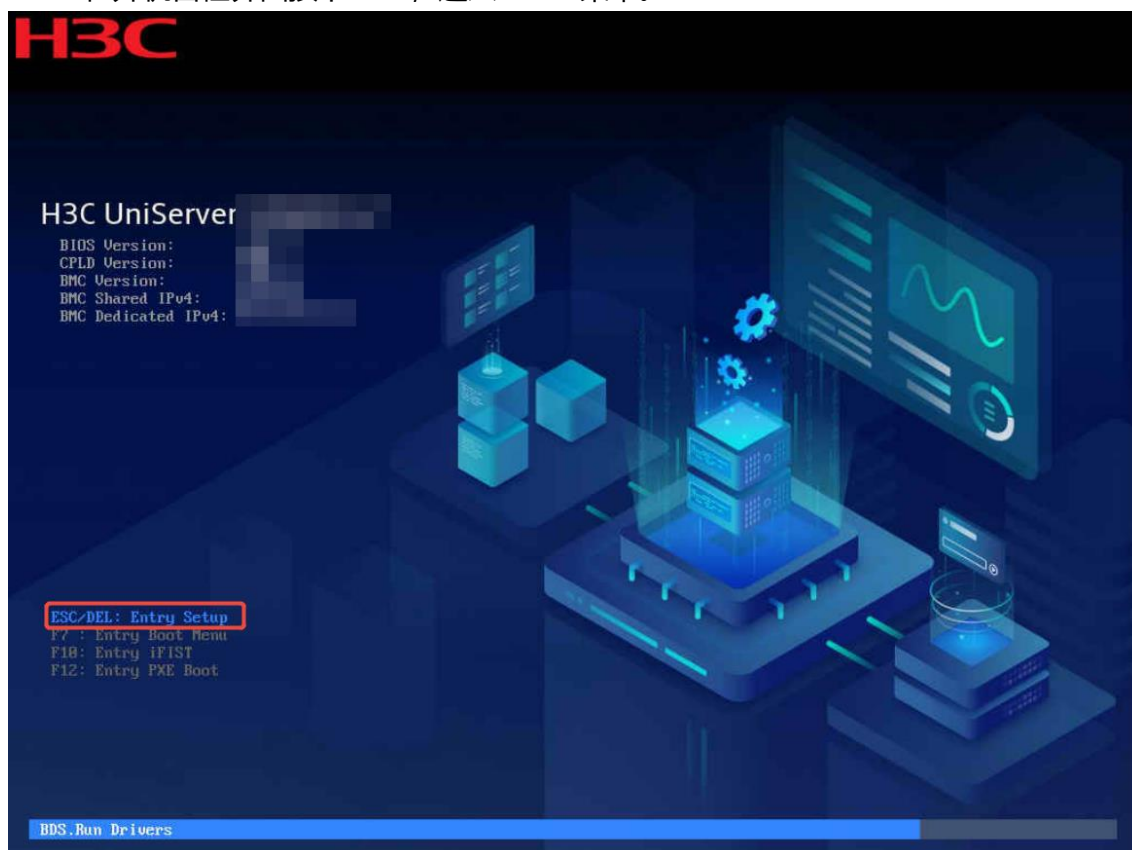 H3C
H3C UniServer
BIOS Version:
CPLD Version:
BMC Version:
BMC Shared IPv4:
BMC Dedicated IPv4:
ESC/DEL: Entry Setup
F7 : Entry Boot Menu
F10: Entry iFIST
F12: Entry PXE Boot
BDS.Run Drivers